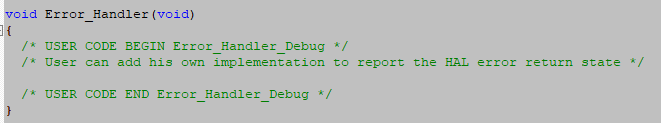 void Error_Handler(void)
{
/* USER CODE BEGIN Error_Handler_Debug */
/* User can add his own implementation to report the HAL error return state */
/* USER CODE END Error_Handler_Debug */
}